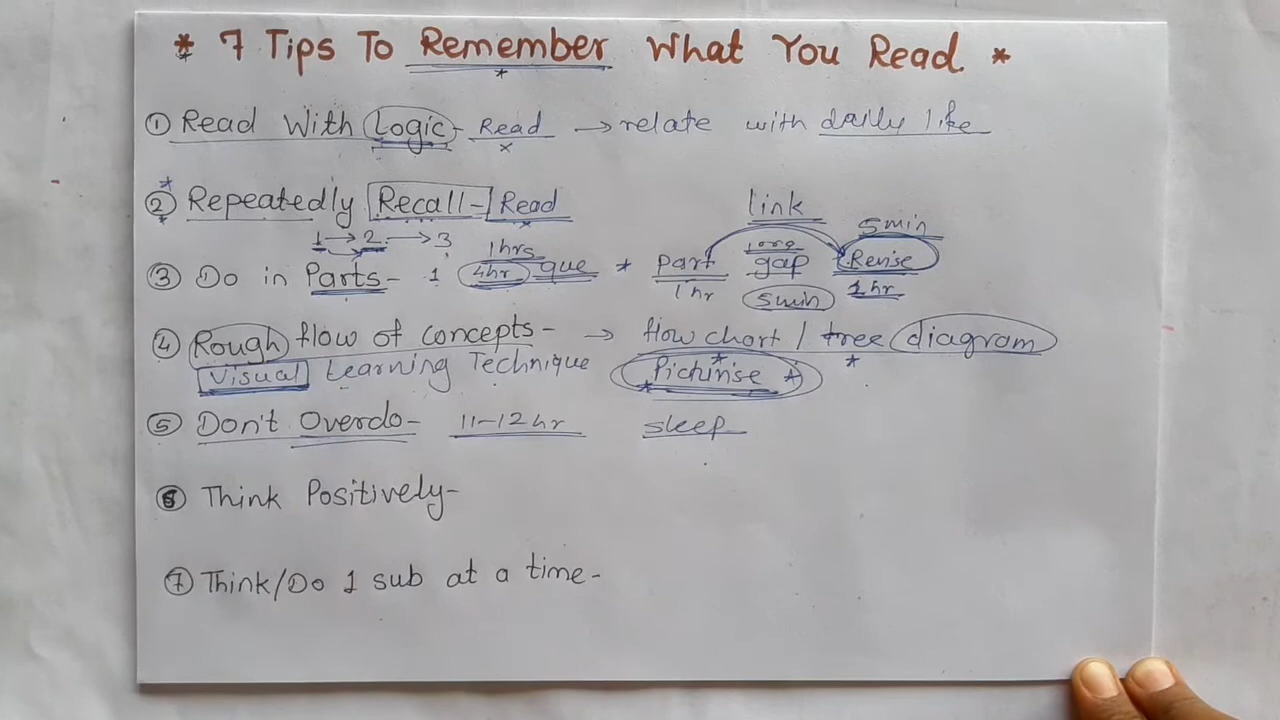 * 7 Tips To Remember What You Read. *
① Read With Logic - Read → relate with daily like
② Repeatedly Recall - Read
link
5min
1 → 2 → 3
1hrs
③ Do in Parts - 1 4hr que * part gap Revise
1hr 5min 1hr
④ Rough flow of concepts - → flow chart / tree diagram
Visual Learning Technique Picturise
⑤ Don't Overdo - 11-12hr sleep
⑥ Think Positively -
⑦ Think/Do 1 sub at a time -